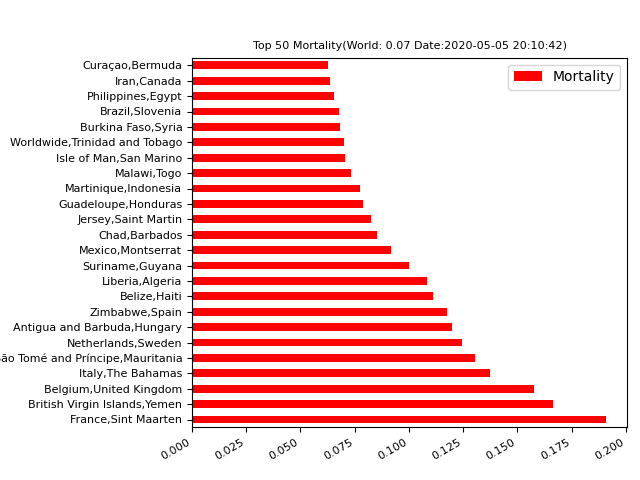 Top 50 Mortality(World: 0.07 Date:2020-05-05 20:10:42)
Mortality
Curaçao,Bermuda
Iran,Canada
Philippines,Egypt
Brazil,Slovenia
Burkina Faso,Syria
Worldwide,Trinidad and Tobago
Isle of Man,San Marino
Malawi,Togo
Martinique,Indonesia
Guadeloupe,Honduras
Jersey,Saint Martin
Chad,Barbados
Mexico,Montserrat
Suriname,Guyana
Liberia,Algeria
Belize,Haiti
Zimbabwe,Spain
Antigua and Barbuda,Hungary
Netherlands,Sweden
ão Tomé and Príncipe,Mauritania
Italy,The Bahamas
Belgium,United Kingdom
British Virgin Islands,Yemen
France,Sint Maarten
0.000 0.025 0.050 0.075 0.100 0.125 0.150 0.175 0.200